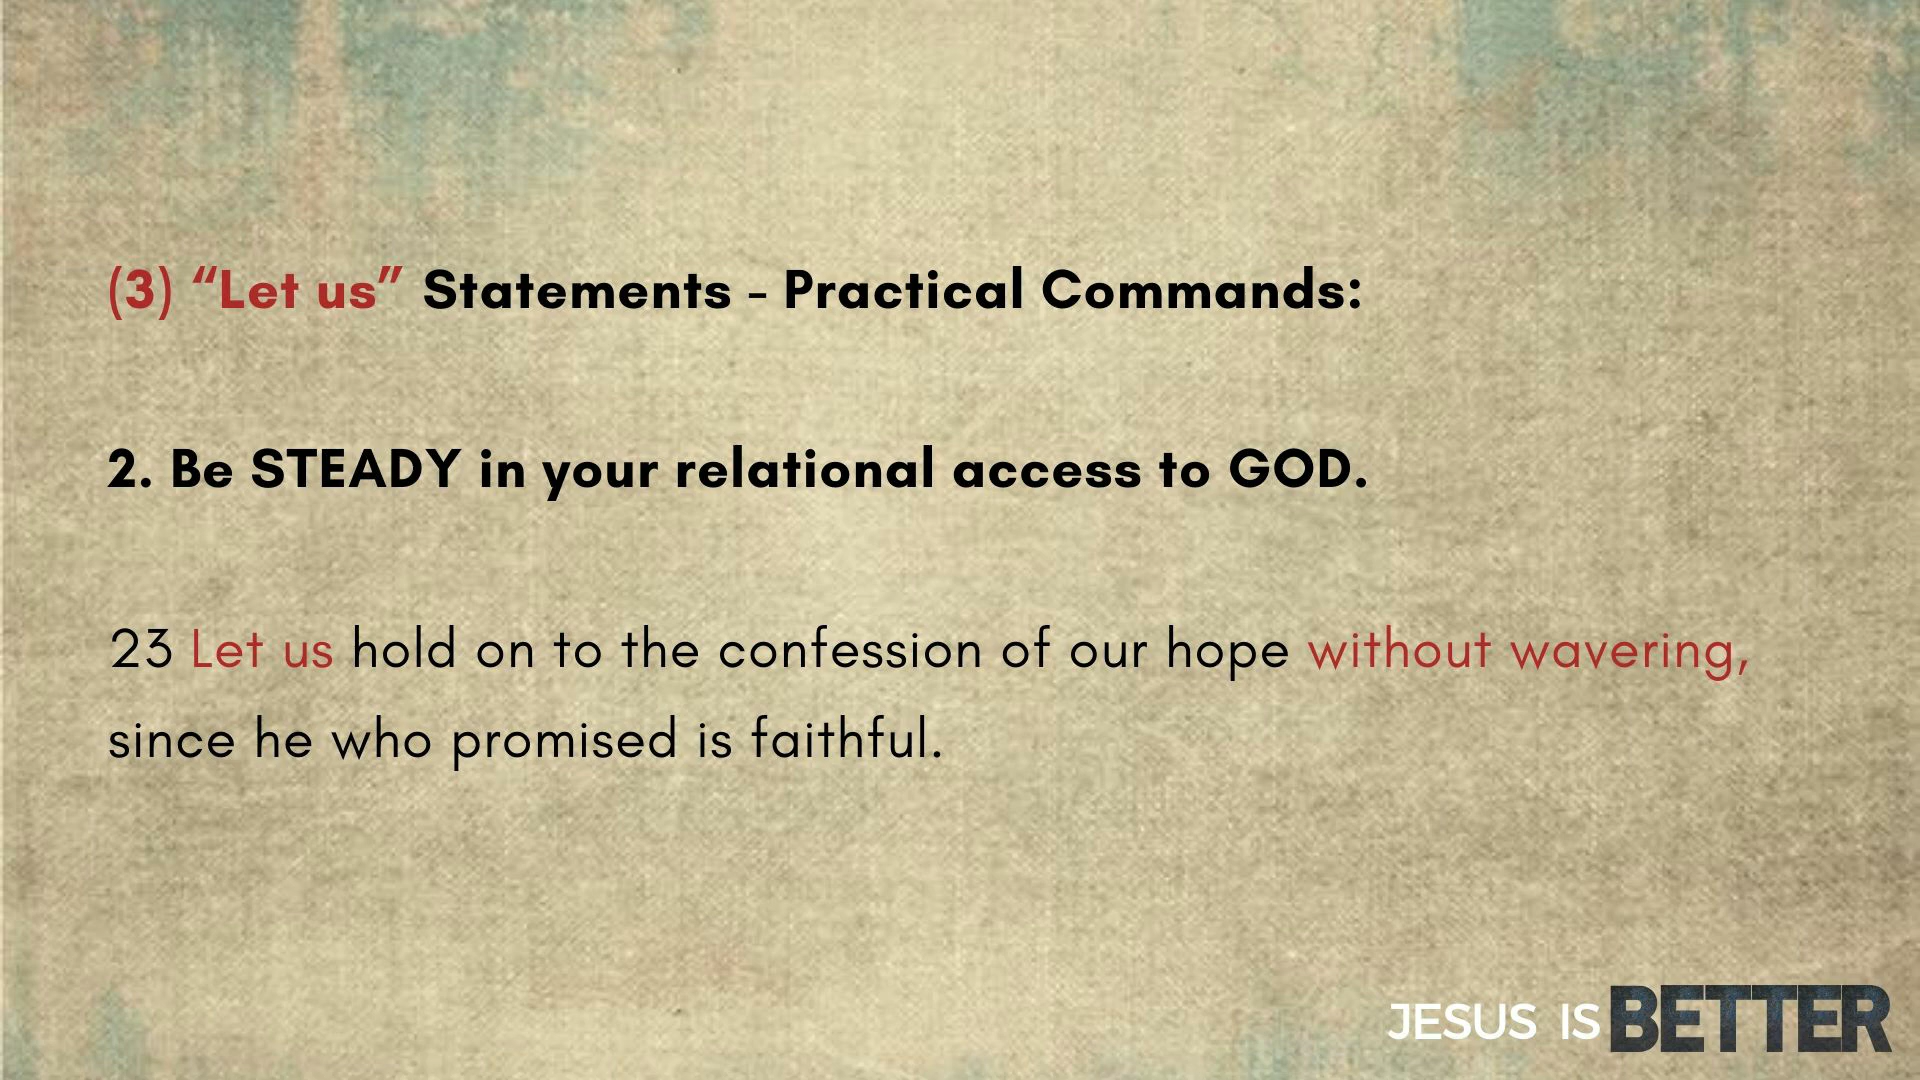 (3) “Let us” Statements - Practical Commands:
2. Be STEADY in your relational access to GOD.
23 Let us hold on to the confession of our hope without wavering,
since he who promised is faithful.
JESUS IS BETTER